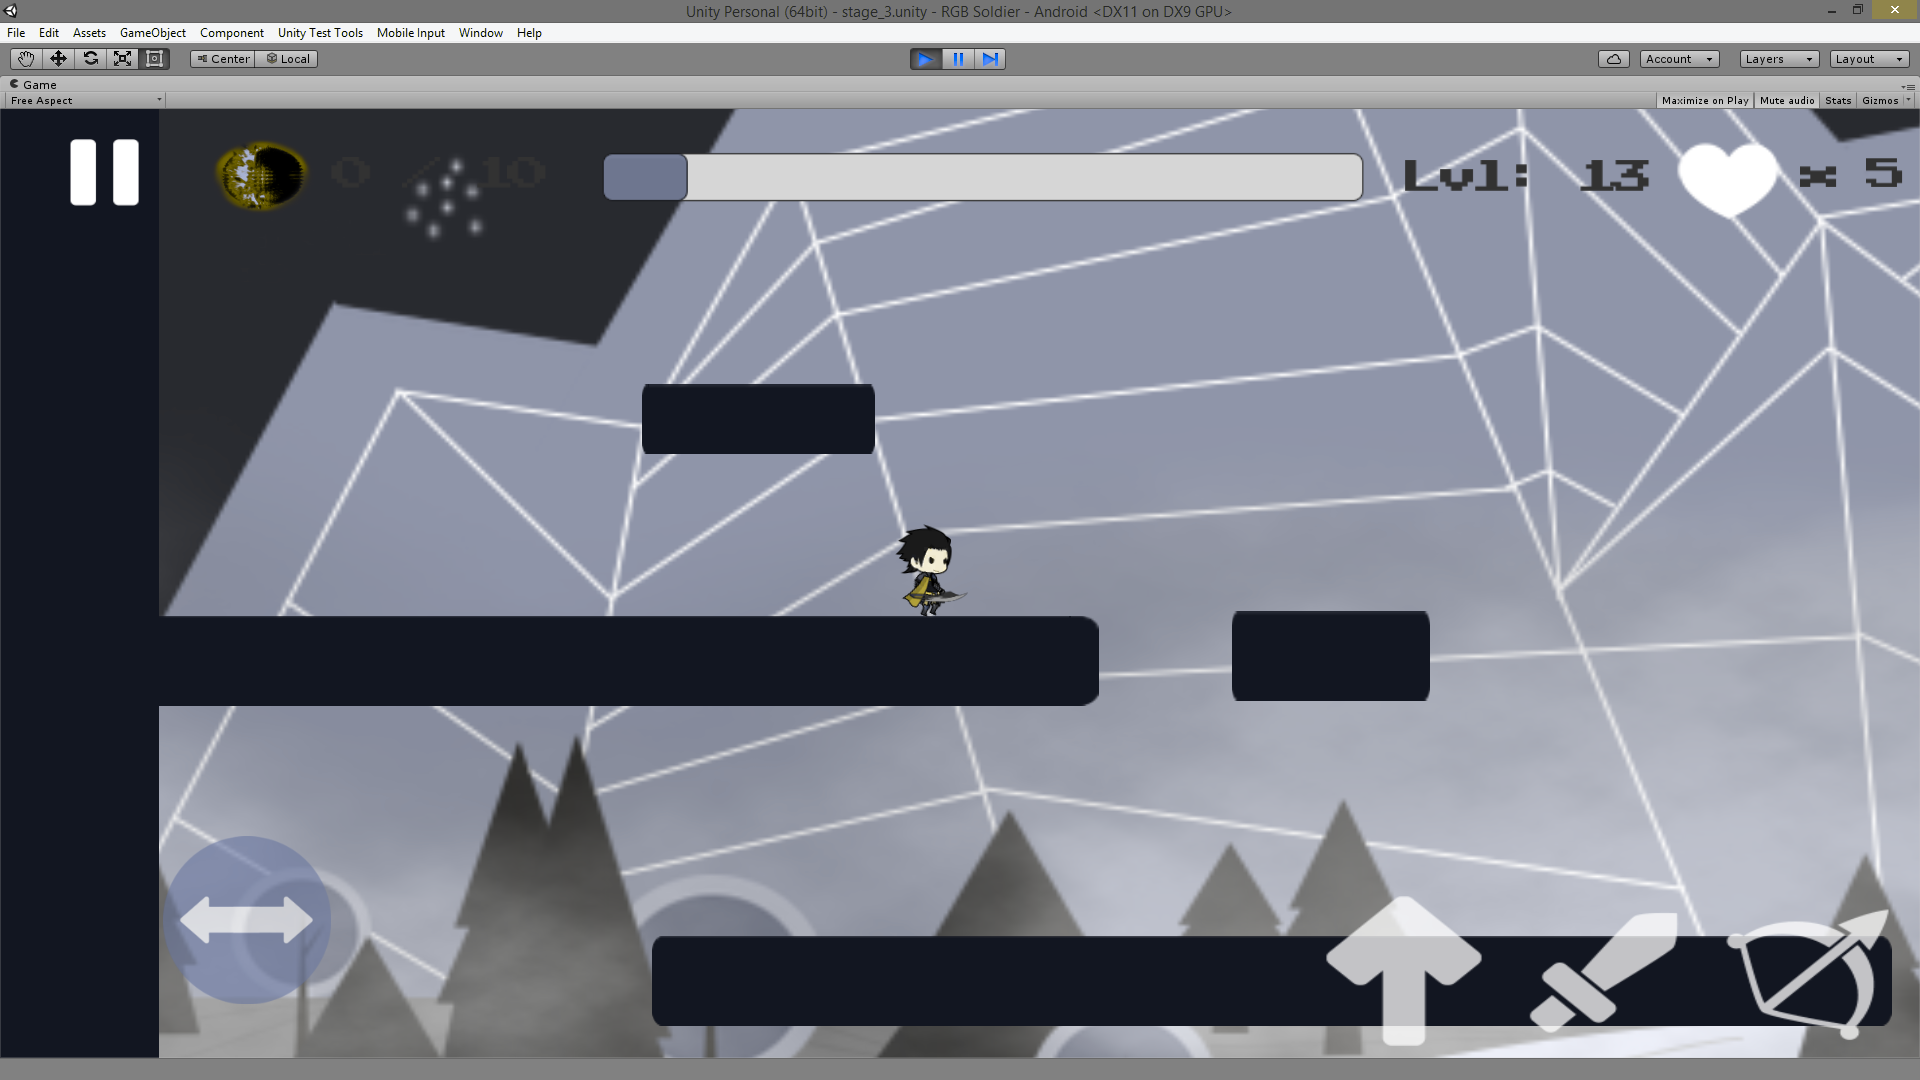 Unity Personal (64bit) - stage_3.unity - RGB Soldier - Android <DX11 on DX9 GPU>
File Edit Assets GameObject Component Unity Test Tools Mobile Input Window Help
Center Local Account Layers Layout
Game
Free Aspect Maximize on Play Mute audio Stats Gizmos
0 / 10 Lvl: 13 x 5